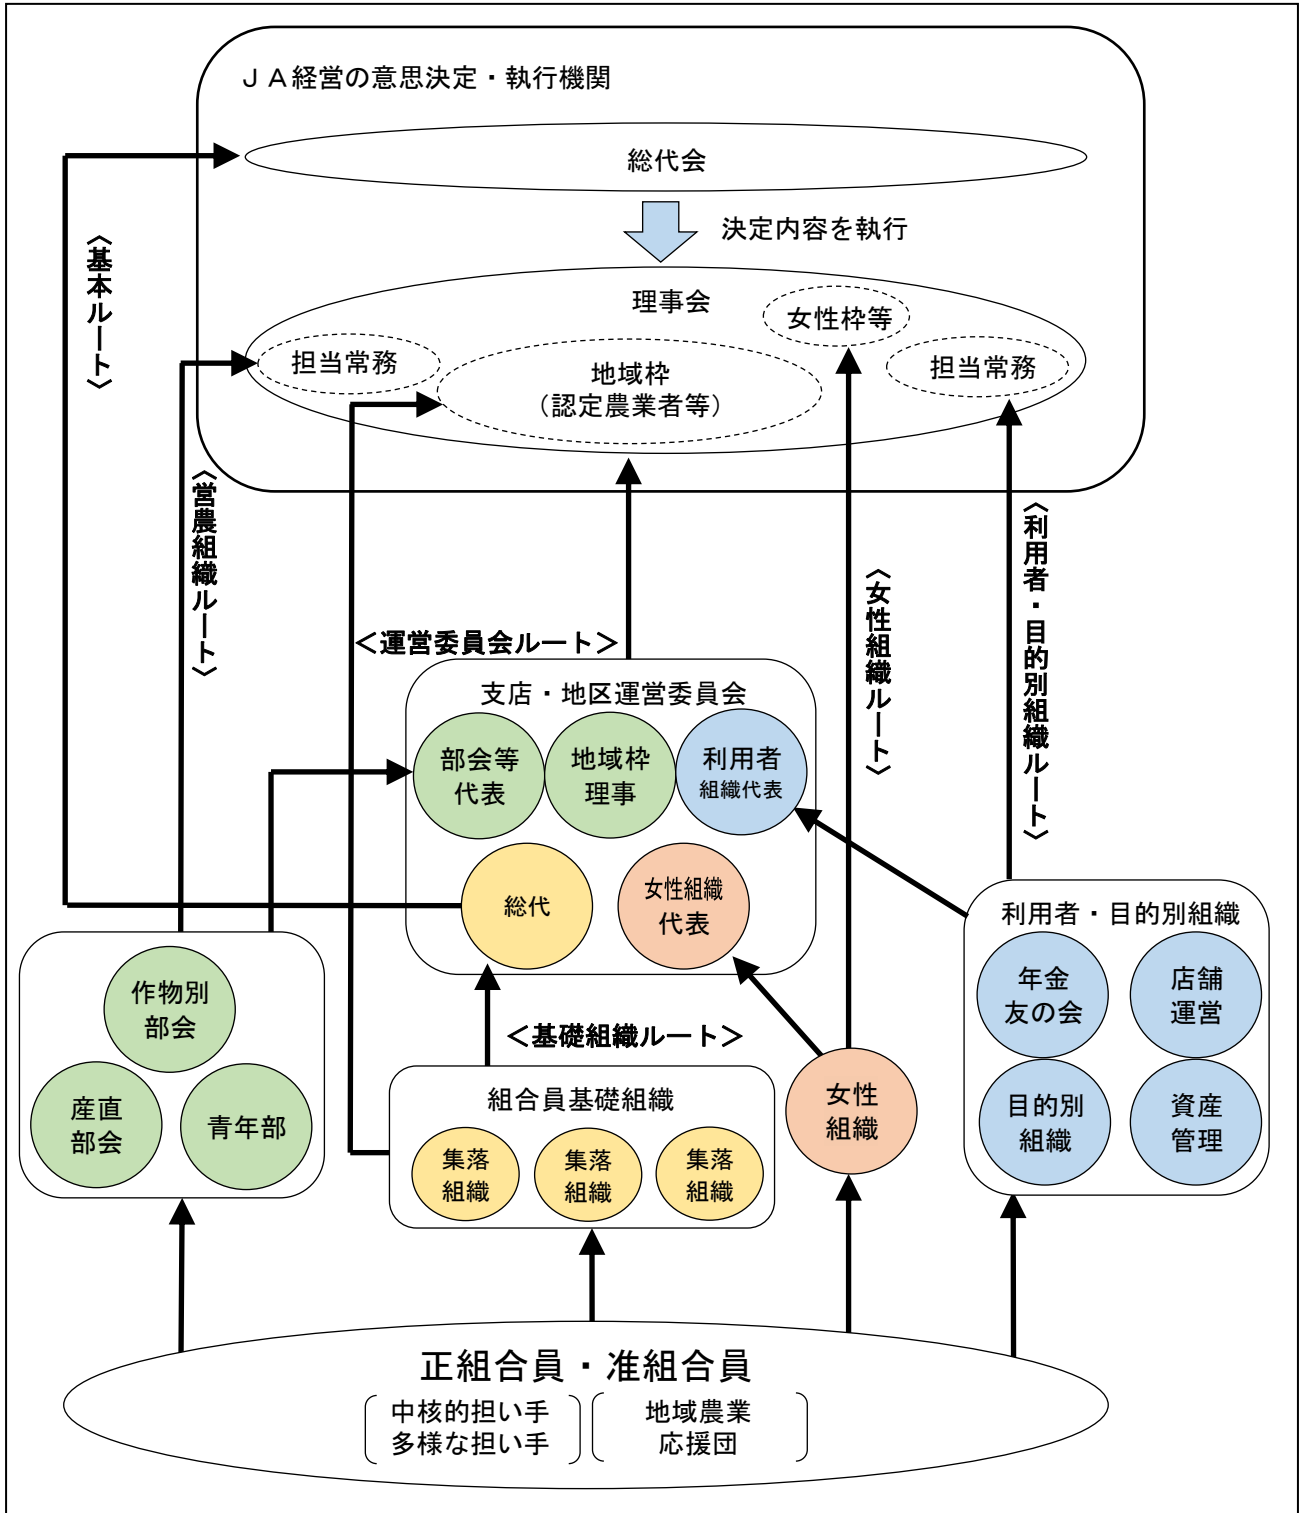 ＪＡ経営の意思決定・執行機関
総代会
決定内容を執行
理事会
女性枠等
担当常務
地域枠
（認定農業者等）
担当常務
〈基本ルート〉
〈営農組織ルート〉
＜運営委員会ルート＞
〈女性組織ルート〉
〈利用者・目的別組織ルート〉
支店・地区運営委員会
部会等
代表
地域枠
理事
利用者
組織代表
総代
女性組織
代表
利用者・目的別組織
年金
友の会
店舗
運営
目的別
組織
資産
管理
作物別
部会
産直
部会
青年部
＜基礎組織ルート＞
組合員基礎組織
集落
組織
集落
組織
集落
組織
女性
組織
正組合員・准組合員
中核的担い手
多様な担い手
地域農業
応援団